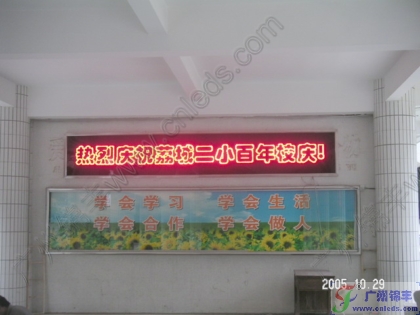 热烈庆祝荔城二小百年校庆!
学会学习 学会生活
学会合作 学会做人
2005.10.29
广州锦丰
www.cnleds.com